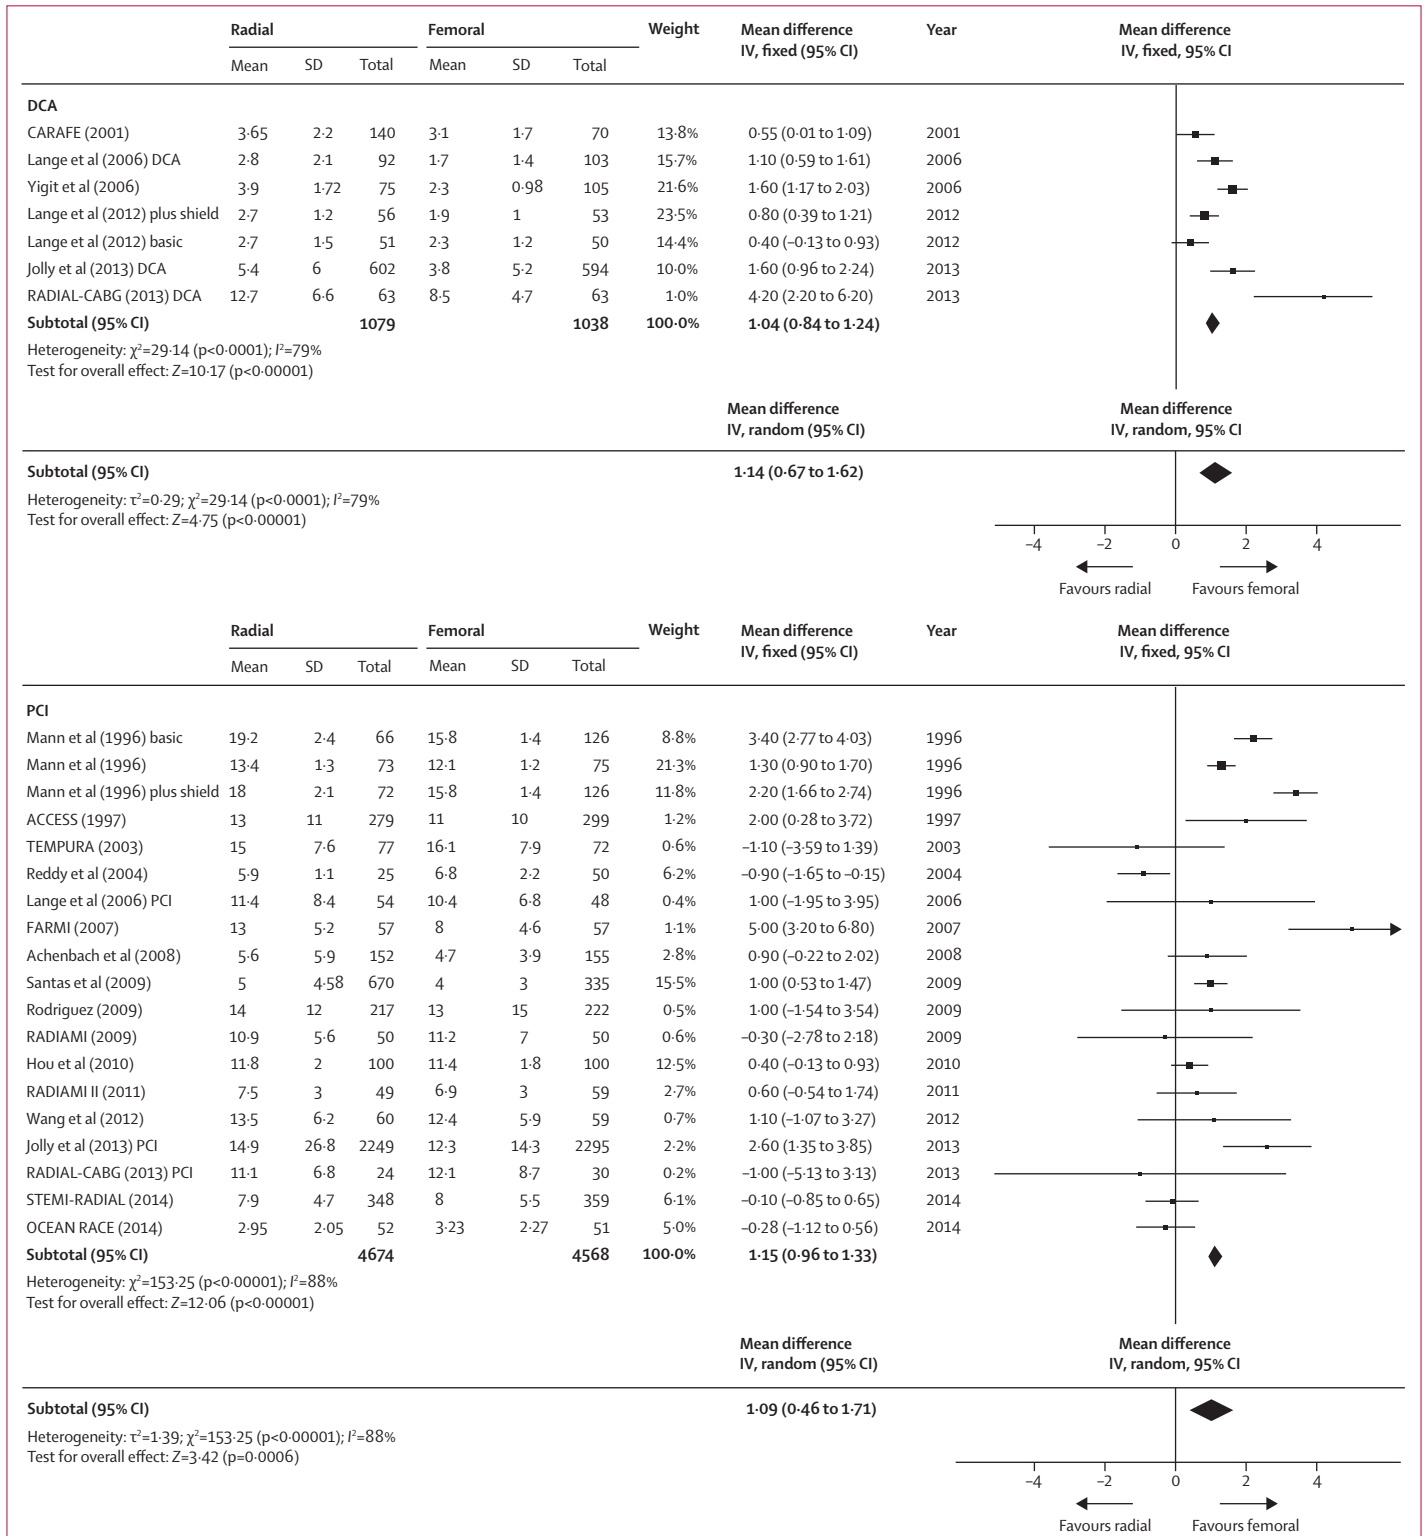 Radial Femoral Weight Mean difference Year Mean difference
IV, fixed (95% CI) IV, fixed, 95% CI
Mean SD Total Mean SD Total
DCA
CARAFE (2001) 3·65 2·2 140 3·1 1·7 70 13·8% 0·55 (0·01 to 1·09) 2001
Lange et al (2006) DCA 2·8 2·1 92 1·7 1·4 103 15·7% 1·10 (0·59 to 1·61) 2006
Yigit et al (2006) 3·9 1·72 75 2·3 0·98 105 21·6% 1·60 (1·17 to 2·03) 2006
Lange et al (2012) plus shield 2·7 1·2 56 1·9 1 53 23·5% 0·80 (0·39 to 1·21) 2012
Lange et al (2012) basic 2·7 1·5 51 2·3 1·2 50 14·4% 0·40 (–0·13 to 0·93) 2012
Jolly et al (2013) DCA 5·4 6 602 3·8 5·2 594 10·0% 1·60 (0·96 to 2·24) 2013
RADIAL-CABG (2013) DCA 12·7 6·6 63 8·5 4·7 63 1·0% 4·20 (2·20 to 6·20) 2013
Subtotal (95% CI) 1079 1038 100·0% 1·04 (0·84 to 1·24)
Heterogeneity: χ²=29·14 (p<0·0001); I²=79%
Test for overall effect: Z=10·17 (p<0·00001)
Mean difference Mean difference
IV, random (95% CI) IV, random, 95% CI
Subtotal (95% CI) 1·14 (0·67 to 1·62)
Heterogeneity: τ²=0·29; χ²=29·14 (p<0·0001); I²=79%
Test for overall effect: Z=4·75 (p<0·00001)
–4 –2 0 2 4
Favours radial Favours femoral
Radial Femoral Weight Mean difference Year Mean difference
IV, fixed (95% CI) IV, fixed, 95% CI
Mean SD Total Mean SD Total
PCI
Mann et al (1996) basic 19·2 2·4 66 15·8 1·4 126 8·8% 3·40 (2·77 to 4·03) 1996
Mann et al (1996) 13·4 1·3 73 12·1 1·2 75 21·3% 1·30 (0·90 to 1·70) 1996
Mann et al (1996) plus shield 18 2·1 72 15·8 1·4 126 11·8% 2·20 (1·66 to 2·74) 1996
ACCESS (1997) 13 11 279 11 10 299 1·2% 2·00 (0·28 to 3·72) 1997
TEMPURA (2003) 15 7·6 77 16·1 7·9 72 0·6% –1·10 (–3·59 to 1·39) 2003
Reddy et al (2004) 5·9 1·1 25 6·8 2·2 50 6·2% –0·90 (–1·65 to –0·15) 2004
Lange et al (2006) PCI 11·4 8·4 54 10·4 6·8 48 0·4% 1·00 (–1·95 to 3·95) 2006
FARMI (2007) 13 5·2 57 8 4·6 57 1·1% 5·00 (3·20 to 6·80) 2007
Achenbach et al (2008) 5·6 5·9 152 4·7 3·9 155 2·8% 0·90 (–0·22 to 2·02) 2008
Santas et al (2009) 5 4·58 670 4 3 335 15·5% 1·00 (0·53 to 1·47) 2009
Rodriguez (2009) 14 12 217 13 15 222 0·5% 1·00 (–1·54 to 3·54) 2009
RADIAMI (2009) 10·9 5·6 50 11·2 7 50 0·6% –0·30 (–2·78 to 2·18) 2009
Hou et al (2010) 11·8 2 100 11·4 1·8 100 12·5% 0·40 (–0·13 to 0·93) 2010
RADIAMI II (2011) 7·5 3 49 6·9 3 59 2·7% 0·60 (–0·54 to 1·74) 2011
Wang et al (2012) 13·5 6·2 60 12·4 5·9 59 0·7% 1·10 (–1·07 to 3·27) 2012
Jolly et al (2013) PCI 14·9 26·8 2249 12·3 14·3 2295 2·2% 2·60 (1·35 to 3·85) 2013
RADIAL-CABG (2013) PCI 11·1 6·8 24 12·1 8·7 30 0·2% –1·00 (–5·13 to 3·13) 2013
STEMI-RADIAL (2014) 7·9 4·7 348 8 5·5 359 6·1% –0·10 (–0·85 to 0·65) 2014
OCEAN RACE (2014) 2·95 2·05 52 3·23 2·27 51 5·0% –0·28 (–1·12 to 0·56) 2014
Subtotal (95% CI) 4674 4568 100·0% 1·15 (0·96 to 1·33)
Heterogeneity: χ²=153·25 (p<0·00001); I²=88%
Test for overall effect: Z=12·06 (p<0·00001)
Mean difference Mean difference
IV, random (95% CI) IV, random, 95% CI
Subtotal (95% CI) 1·09 (0·46 to 1·71)
Heterogeneity: τ²=1·39; χ²=153·25 (p<0·00001); I²=88%
Test for overall effect: Z=3·42 (p=0·0006)
–4 –2 0 2 4
Favours radial Favours femoral